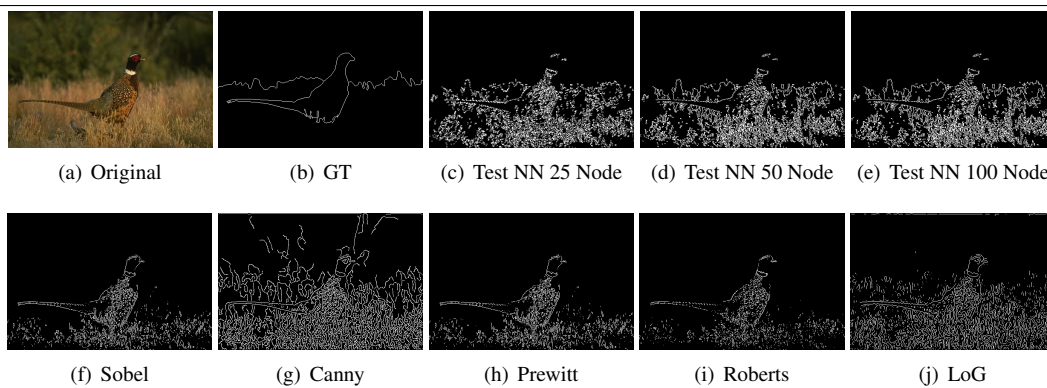 (a) Original
(b) GT
(c) Test NN 25 Node
(d) Test NN 50 Node
(e) Test NN 100 Node
(f) Sobel
(g) Canny
(h) Prewitt
(i) Roberts
(j) LoG